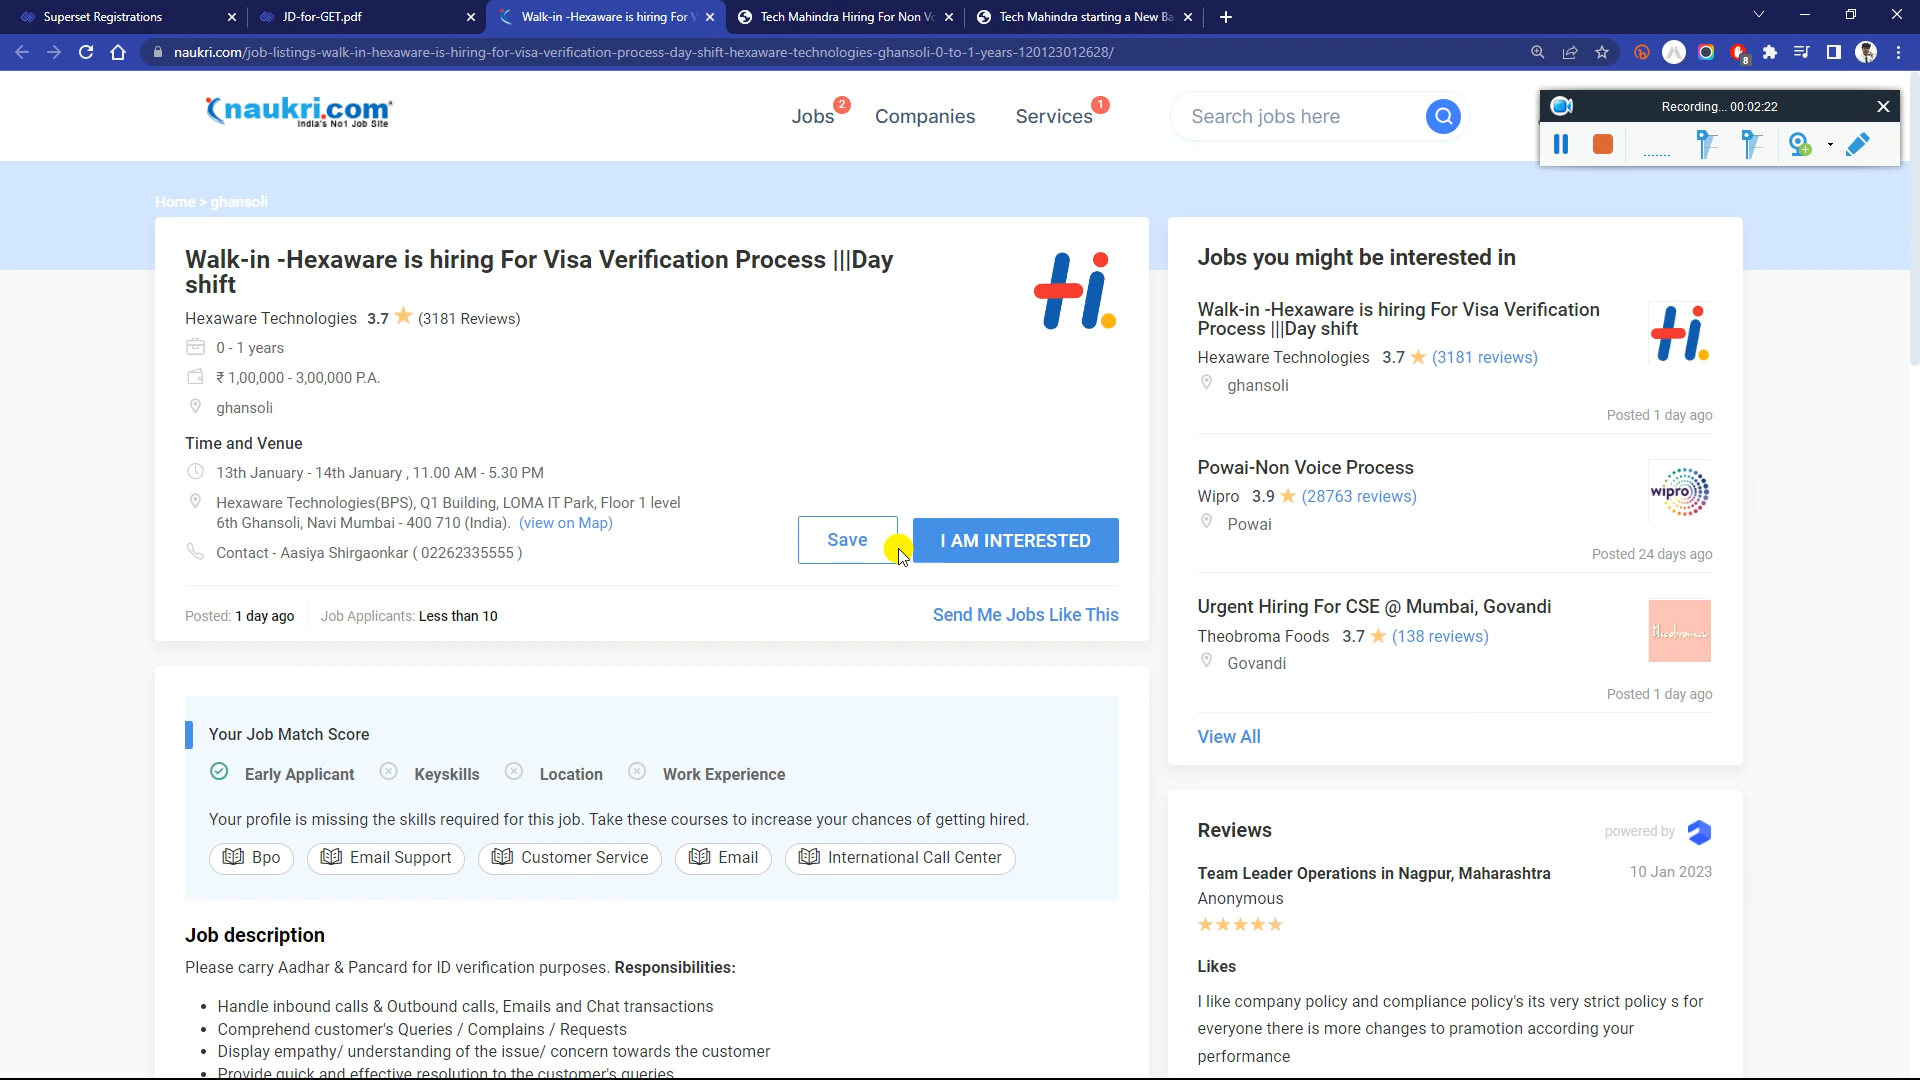 Superset Registrations
JD-for-GET.pdf
Walk-in -Hexaware is hiring For V
Tech Mahindra Hiring For Non Vo
Tech Mahindra starting a New Ba
naukri.com/job-listings-walk-in-hexaware-is-hiring-for-visa-verification-process-day-shift-hexaware-technologies-ghansoli-0-to-1-years-120123012628/
8
Recording... 00:02:22
naukri.com
India's No1 Job Site
Jobs 2
Companies
Services 1
Search jobs here
Home > ghansoli
Walk-in -Hexaware is hiring For Visa Verification Process |||Day
shift
Hexaware Technologies 3.7 (3181 Reviews)
0 - 1 years
₹ 1,00,000 - 3,00,000 P.A.
ghansoli
Time and Venue
13th January - 14th January , 11.00 AM - 5.30 PM
Hexaware Technologies(BPS), Q1 Building, LOMA IT Park, Floor 1 level
6th Ghansoli, Navi Mumbai - 400 710 (India). (view on Map)
Contact - Aasiya Shirgaonkar ( 02262335555 )
Save
I AM INTERESTED
Posted: 1 day ago
Job Applicants: Less than 10
Send Me Jobs Like This
Your Job Match Score
Early Applicant
Keyskills
Location
Work Experience
Your profile is missing the skills required for this job. Take these courses to increase your chances of getting hired.
Bpo
Email Support
Customer Service
Email
International Call Center
Job description
Please carry Aadhar & Pancard for ID verification purposes. Responsibilities:
• Handle inbound calls & Outbound calls, Emails and Chat transactions
• Comprehend customer's Queries / Complains / Requests
• Display empathy/ understanding of the issue/ concern towards the customer
• Provide quick and effective resolution to the customer's queries
Jobs you might be interested in
Walk-in -Hexaware is hiring For Visa Verification
Process |||Day shift
Hexaware Technologies 3.7 (3181 reviews)
ghansoli
Posted 1 day ago
Powai-Non Voice Process
Wipro 3.9 (28763 reviews)
wipro
Powai
Posted 24 days ago
Urgent Hiring For CSE @ Mumbai, Govandi
Theobroma Foods 3.7 (138 reviews)
theobroma
Govandi
Posted 1 day ago
View All
Reviews
powered by
Team Leader Operations in Nagpur, Maharashtra
10 Jan 2023
Anonymous
Likes
I like company policy and compliance policy's its very strict policy s for
everyone there is more changes to pramotion according your
performance